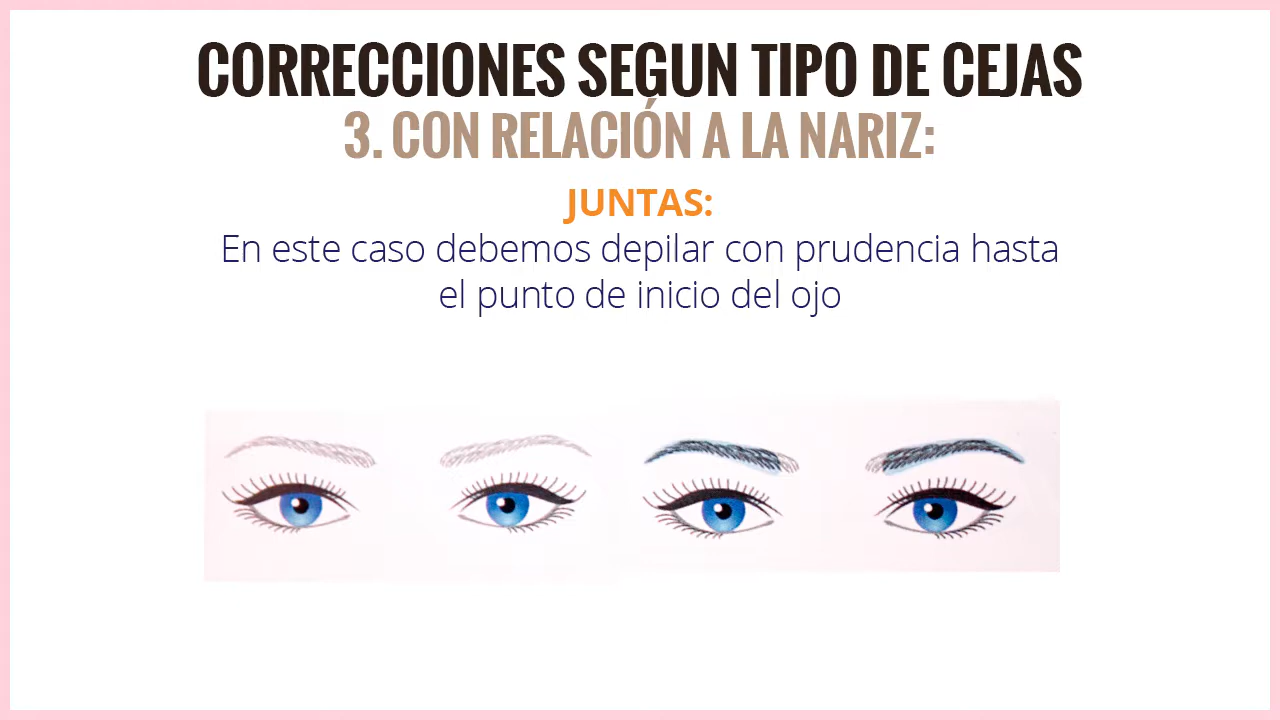 CORRECCIONES SEGUN TIPO DE CEJAS
3. CON RELACIÓN A LA NARIZ:
JUNTAS:
En este caso debemos depilar con prudencia hasta
el punto de inicio del ojo